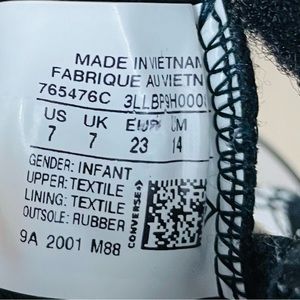 MADE IN VIETNAM
FABRIQUE AU VIETN
765476C 3LLBP9H000
US UK EUR CM
7 7 23 14
GENDER: INFANT
UPPER: TEXTILE
LINING: TEXTILE
OUTSOLE: RUBBER
CONVERSE
9A 2001 M88